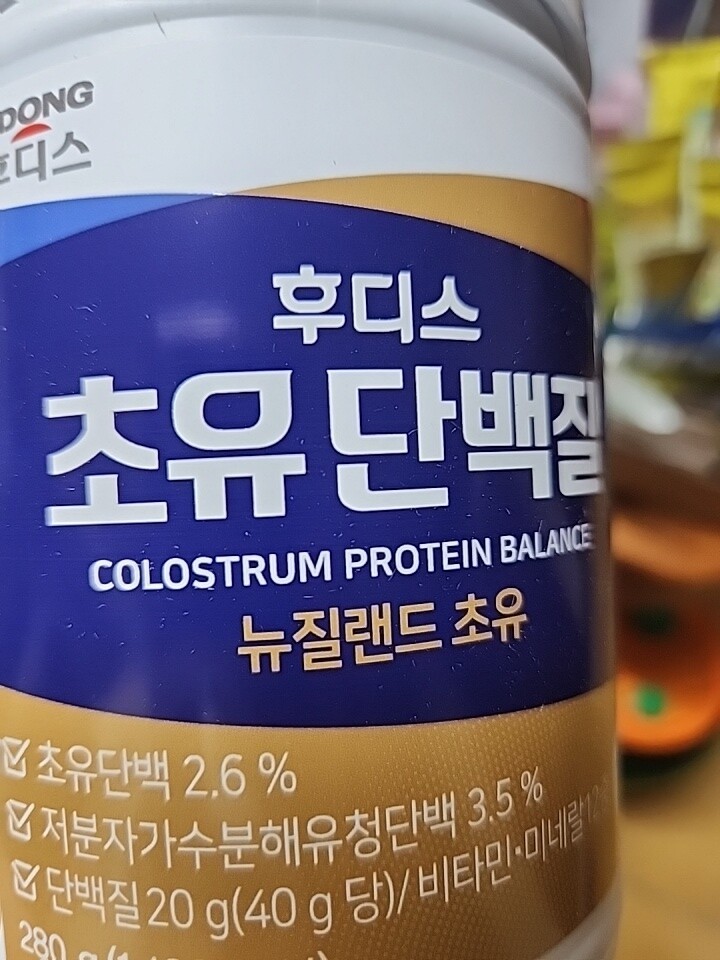 DONG
후디스
후디스
초유단백질
COLOSTRUM PROTEIN BALANCE
뉴질랜드 초유
초유단백 2.6 %
저분자가수분해유청단백 3.5 %
단백질 20 g(40 g 당)/비타민·미네랄
280 g